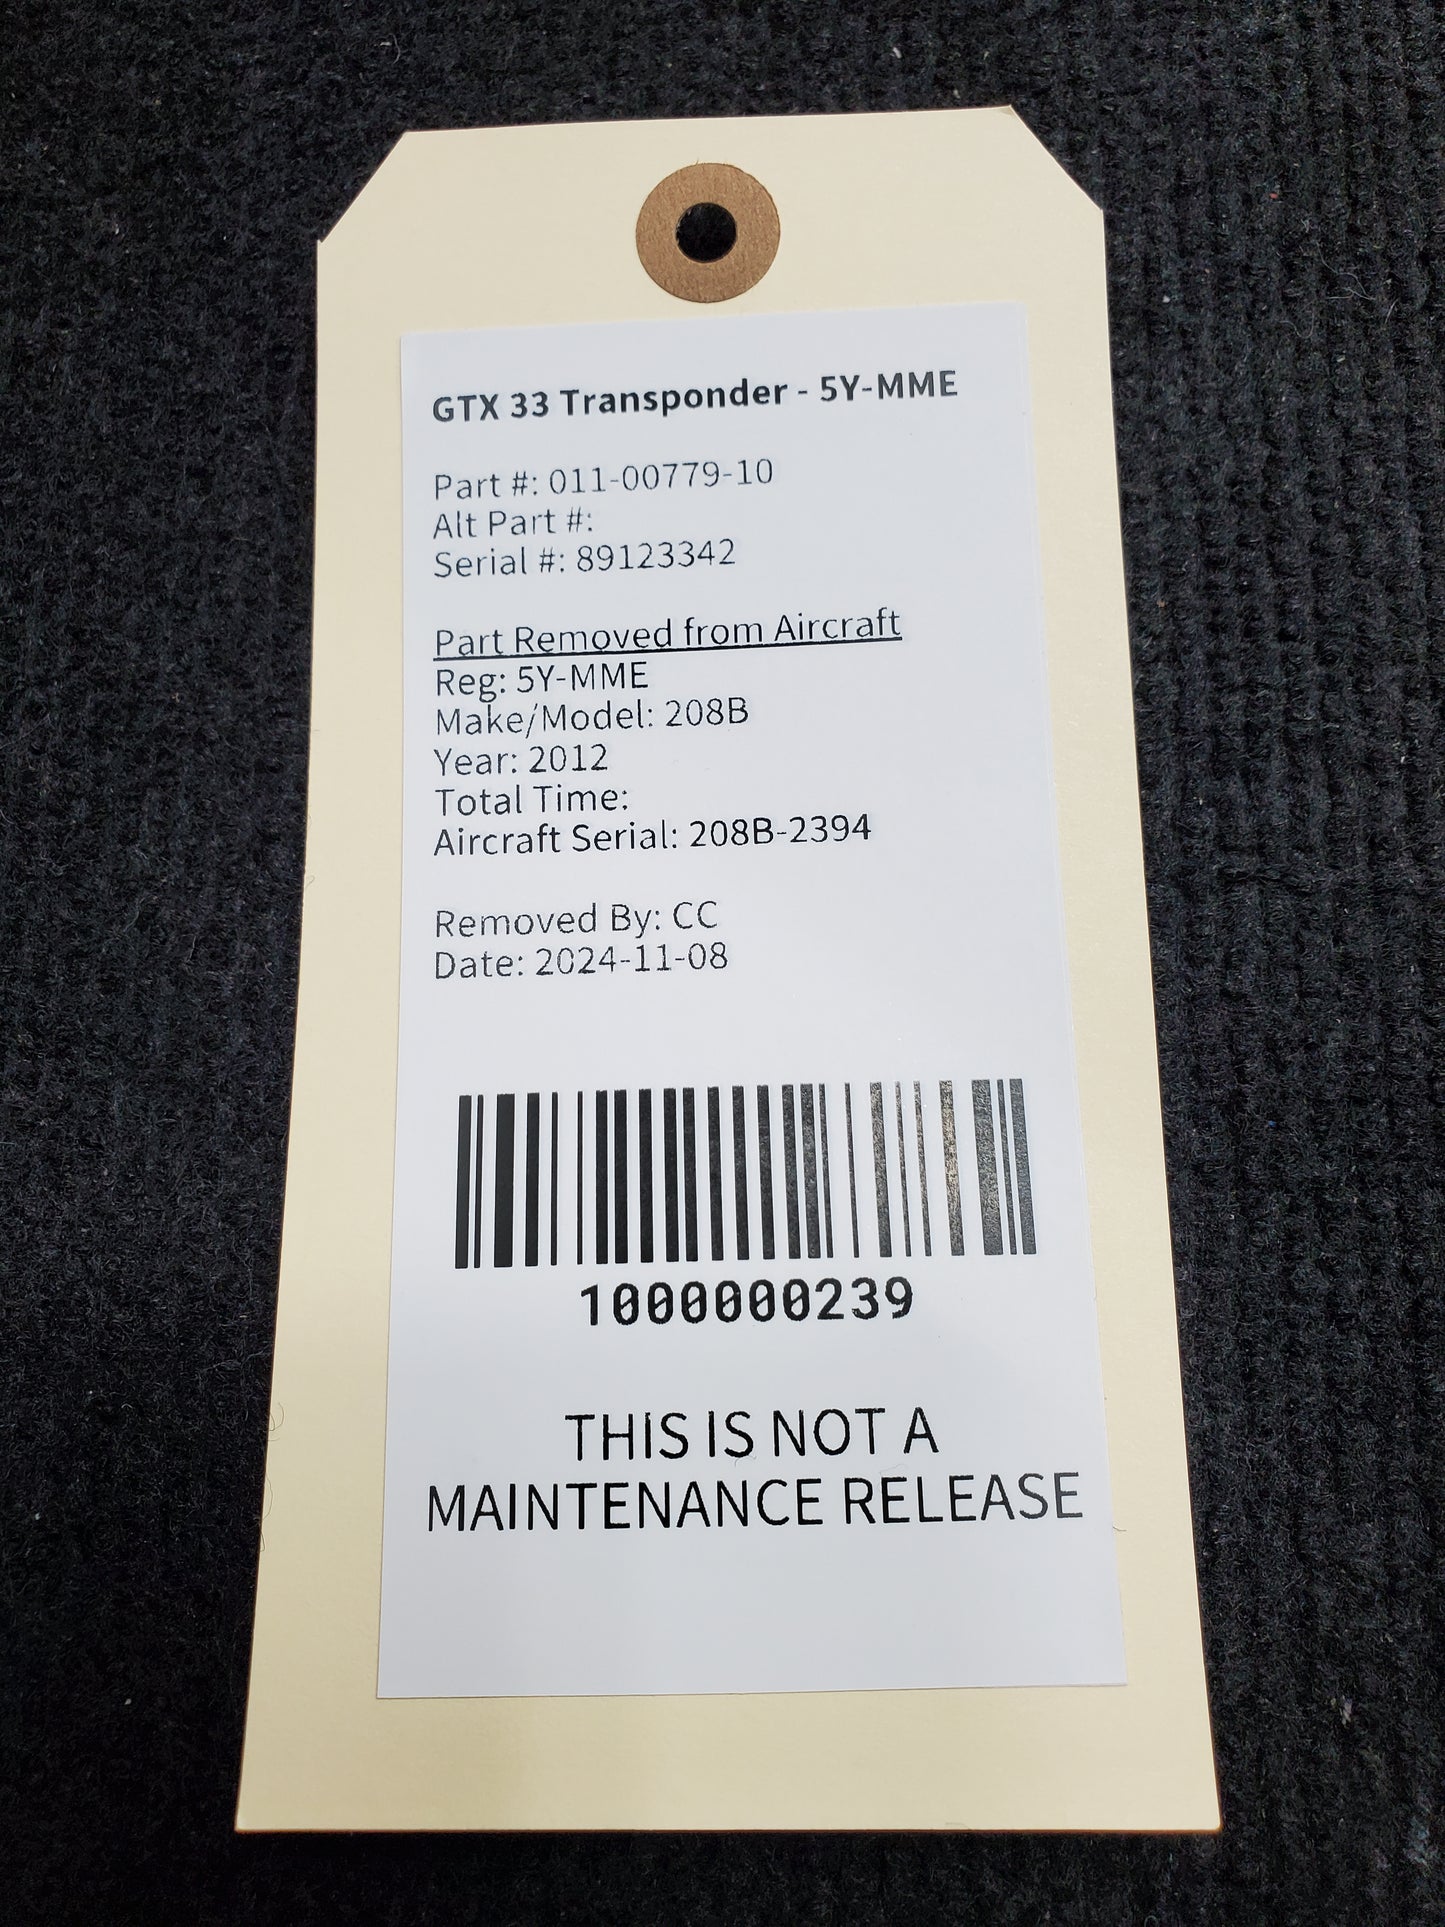 GTX 33 Transponder - 5Y-MME
Part #: 011-00779-10
Alt Part #:
Serial #: 89123342
Part Removed from Aircraft
Reg: 5Y-MME
Make/Model: 208B
Year: 2012
Total Time:
Aircraft Serial: 208B-2394
Removed By: CC
Date: 2024-11-08
1000000239
THIS IS NOT A
MAINTENANCE RELEASE